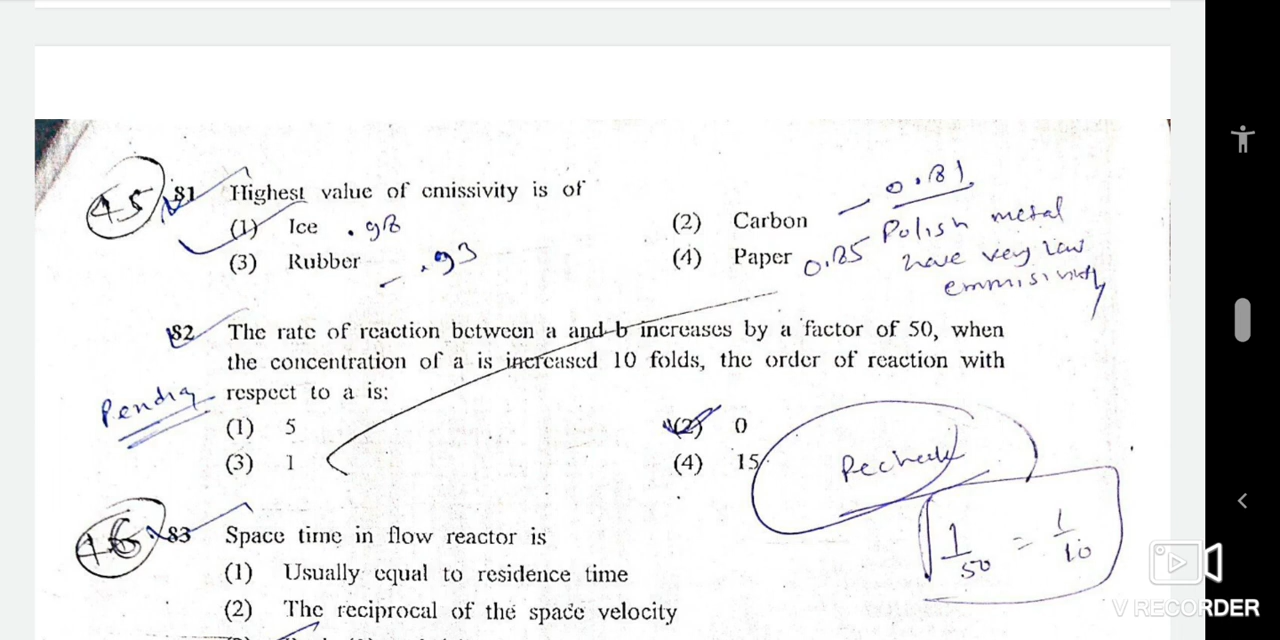 45 81 Highest value of emissivity is of
(1) Ice .98
(2) Carbon — 0.81
(3) Rubber — .93
(4) Paper 0.85
Polish metal
have very low
emmisivity
82 The rate of reaction between a and b increases by a factor of 50, when
the concentration of a is increased 10 folds, the order of reaction with
Pending respect to a is:
(1) 5
(2) 0
(3) 1
(4) 15
Recheck
1/50 = 1/10
46 83 Space time in flow reactor is
(1) Usually equal to residence time
(2) The reciprocal of the space velocity
V RECORDER